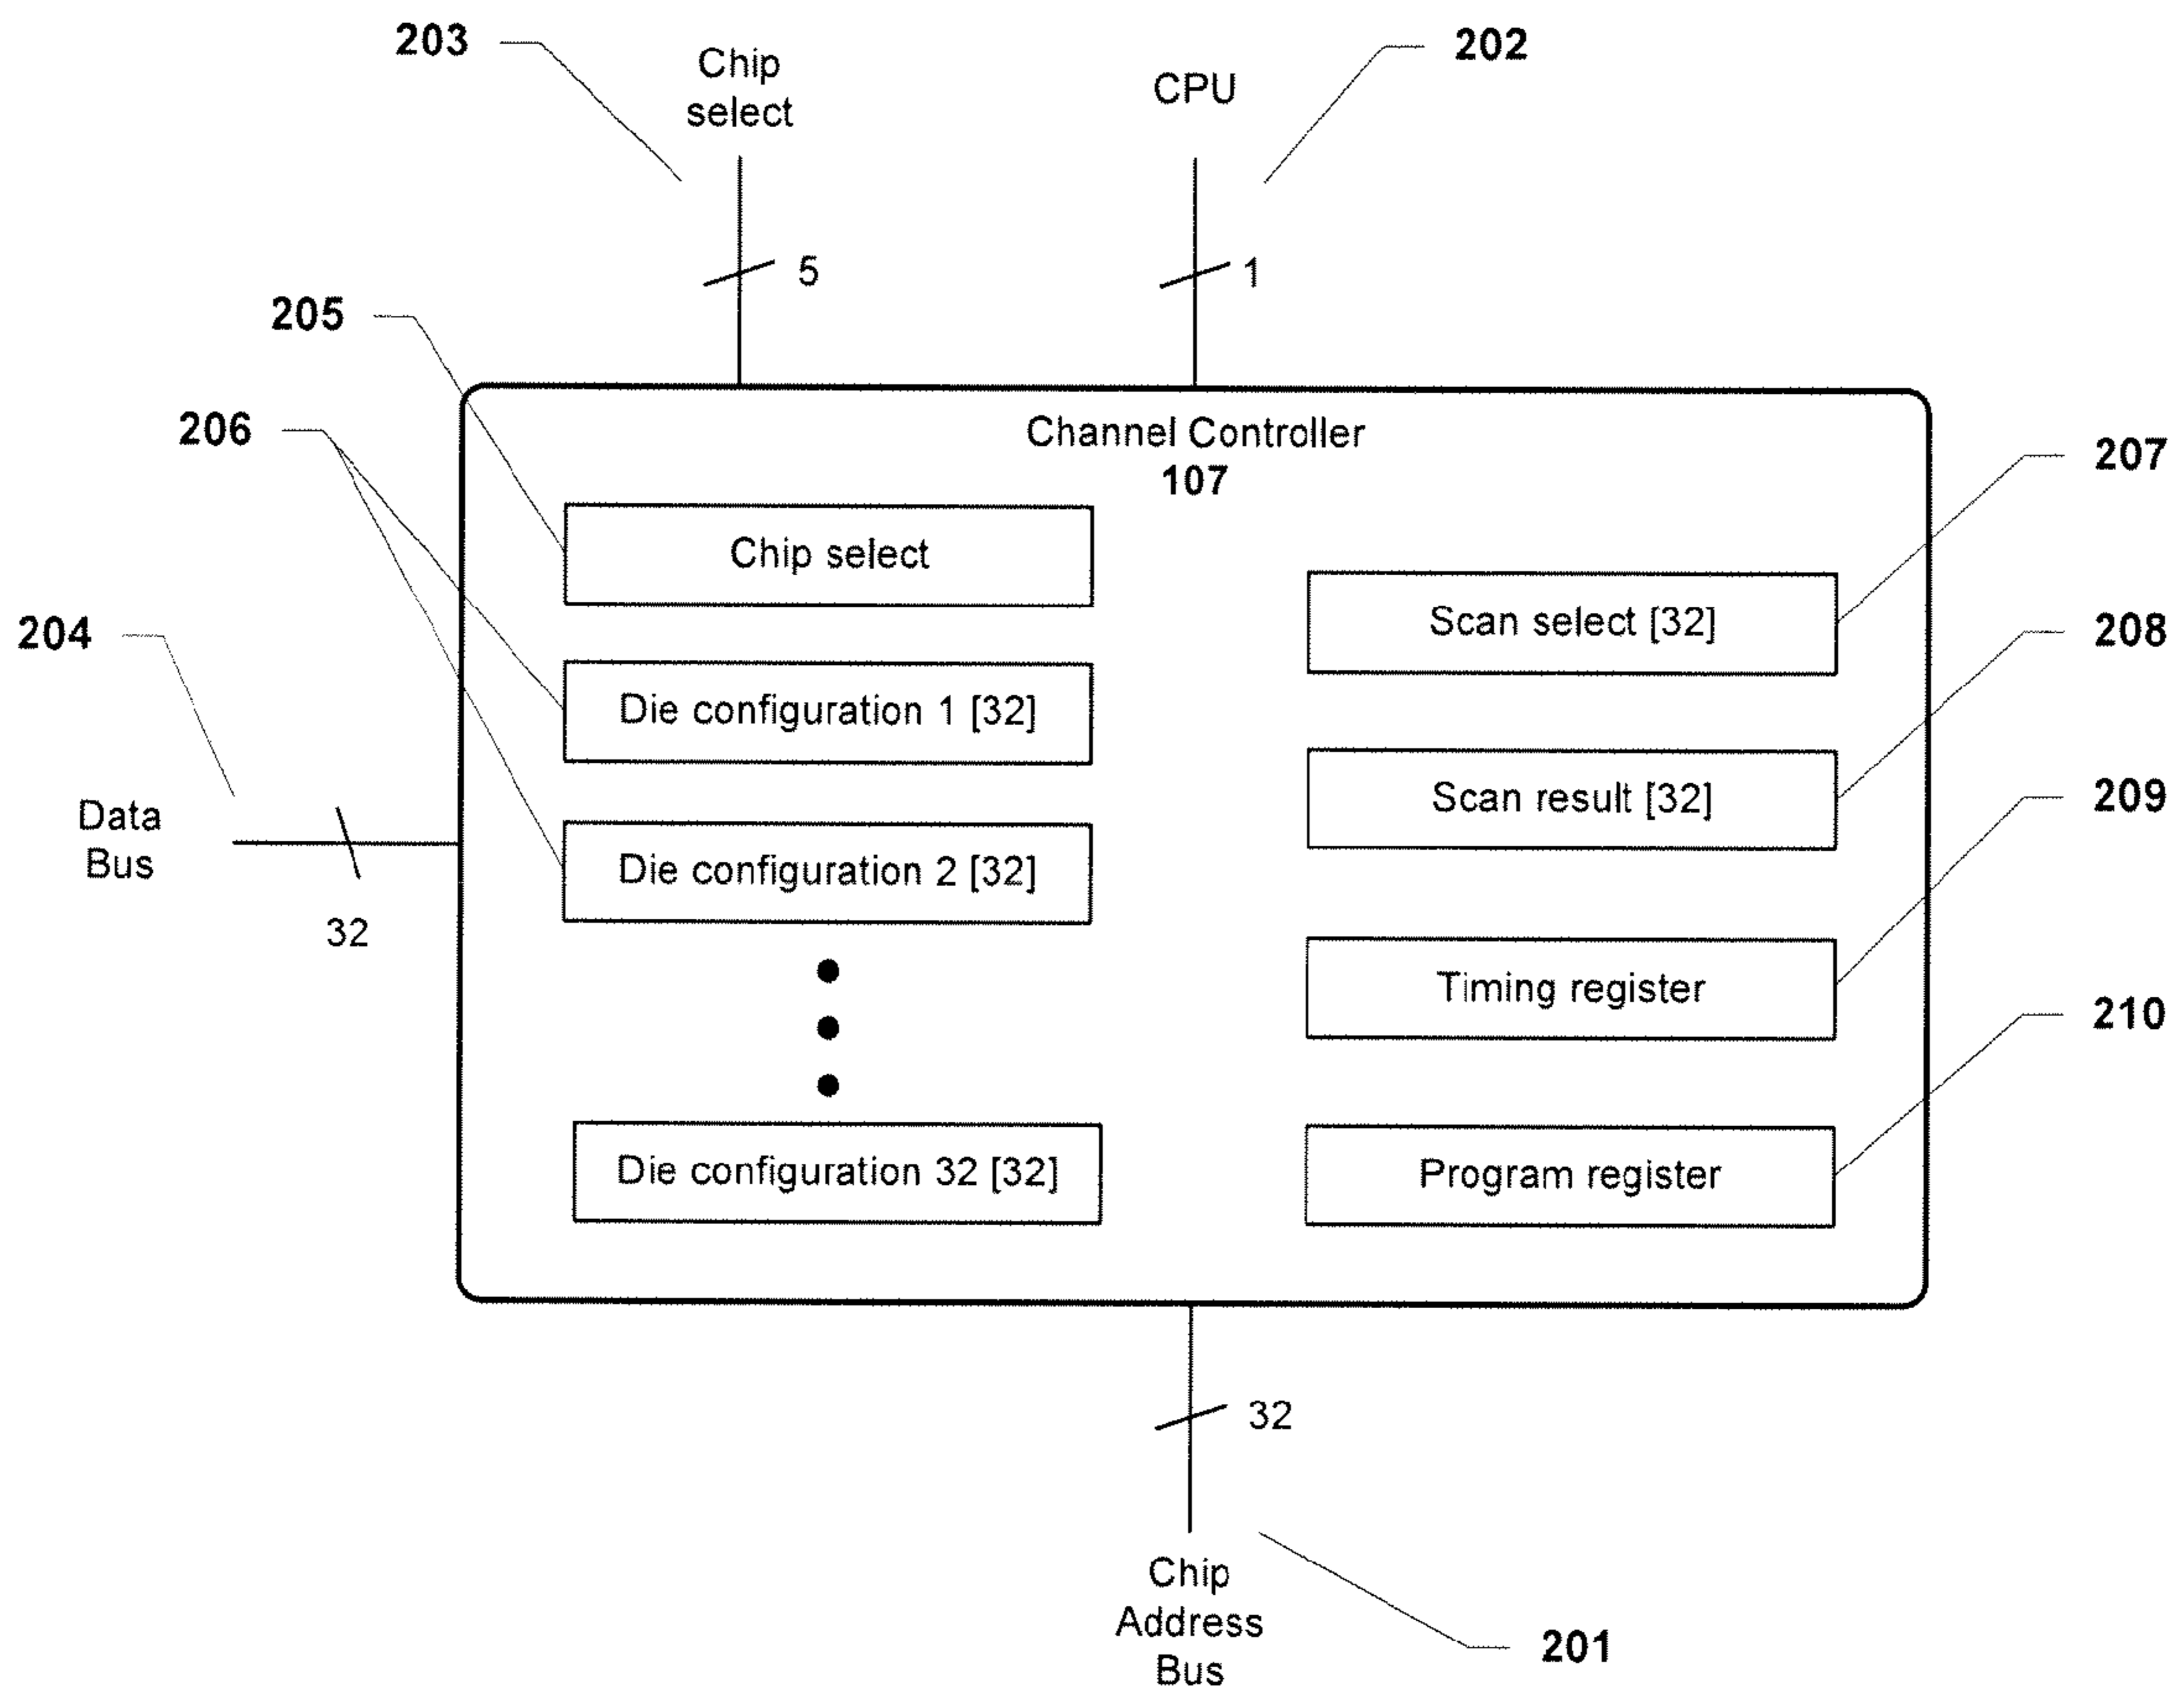 203
Chip
select
CPU
202
5
1
205
206
Channel Controller
107
207
Chip select
Scan select [32]
204
208
Die configuration 1 [32]
Data
Bus
Scan result [32]
209
Die configuration 2 [32]
32
Timing register
210
Die configuration 32 [32]
Program register
32
Chip
Address
Bus
201